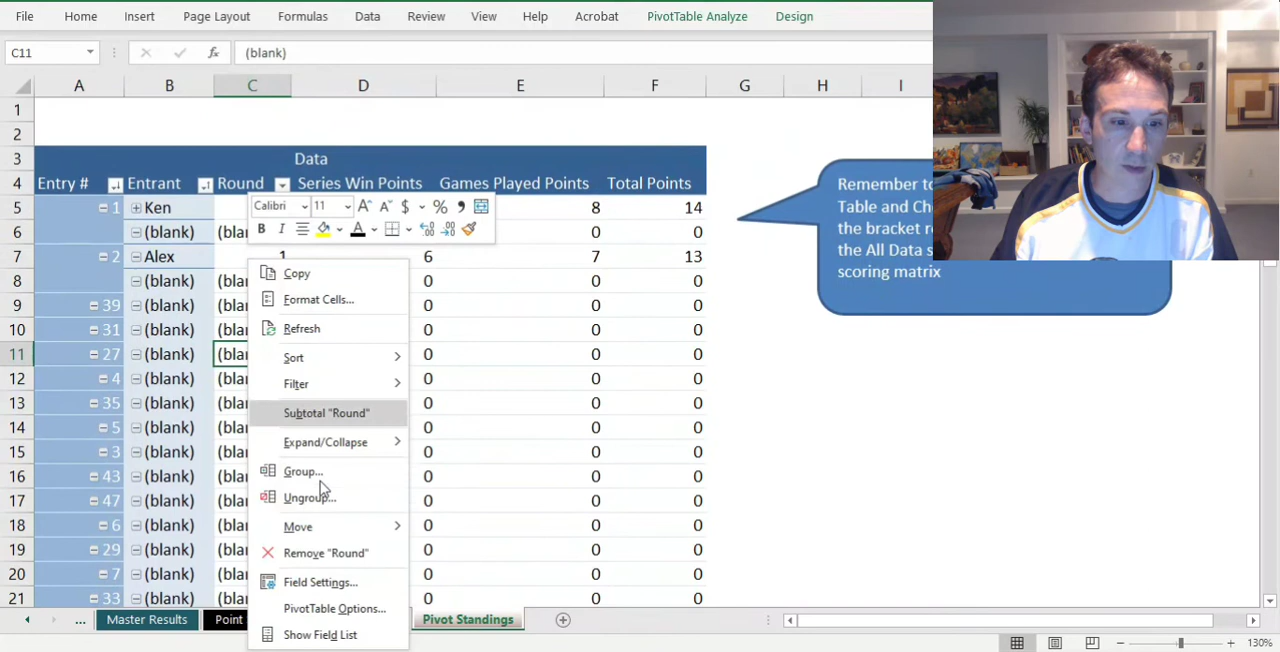 File Home Insert Page Layout Formulas Data Review View Help Acrobat PivotTable Analyze Design
C11 fx (blank)
A B C D E F G H I
1
2
3 Data
4 Entry # Entrant Round Series Win Points Games Played Points Total Points
5 1 Ken 8 14
6 (blank) 0 0
7 2 Alex 1 6 7 13
8 (blank) 0 0 0
9 39 (blank) 0 0 0
10 31 (blank) 0 0 0
11 27 (blank) 0 0 0
12 4 (blank) 0 0 0
13 35 (blank) 0 0 0
14 5 (blank) 0 0 0
15 3 (blank) 0 0 0
16 43 (blank) 0 0 0
17 47 (blank) 0 0 0
18 6 (blank) 0 0 0
19 29 (blank) 0 0 0
20 7 (blank) 0 0 0
21 33 (blank) 0 0 0
Calibri 11 A A $ % 9
B I A
Copy
Format Cells...
Refresh
Sort
Filter
Subtotal "Round"
Expand/Collapse
Group...
Ungroup...
Move
Remove "Round"
Field Settings...
PivotTable Options...
Show Field List
Remember to
Table and
the bracket
the All Data
scoring matrix
... Master Results Point Pivot Standings
130%